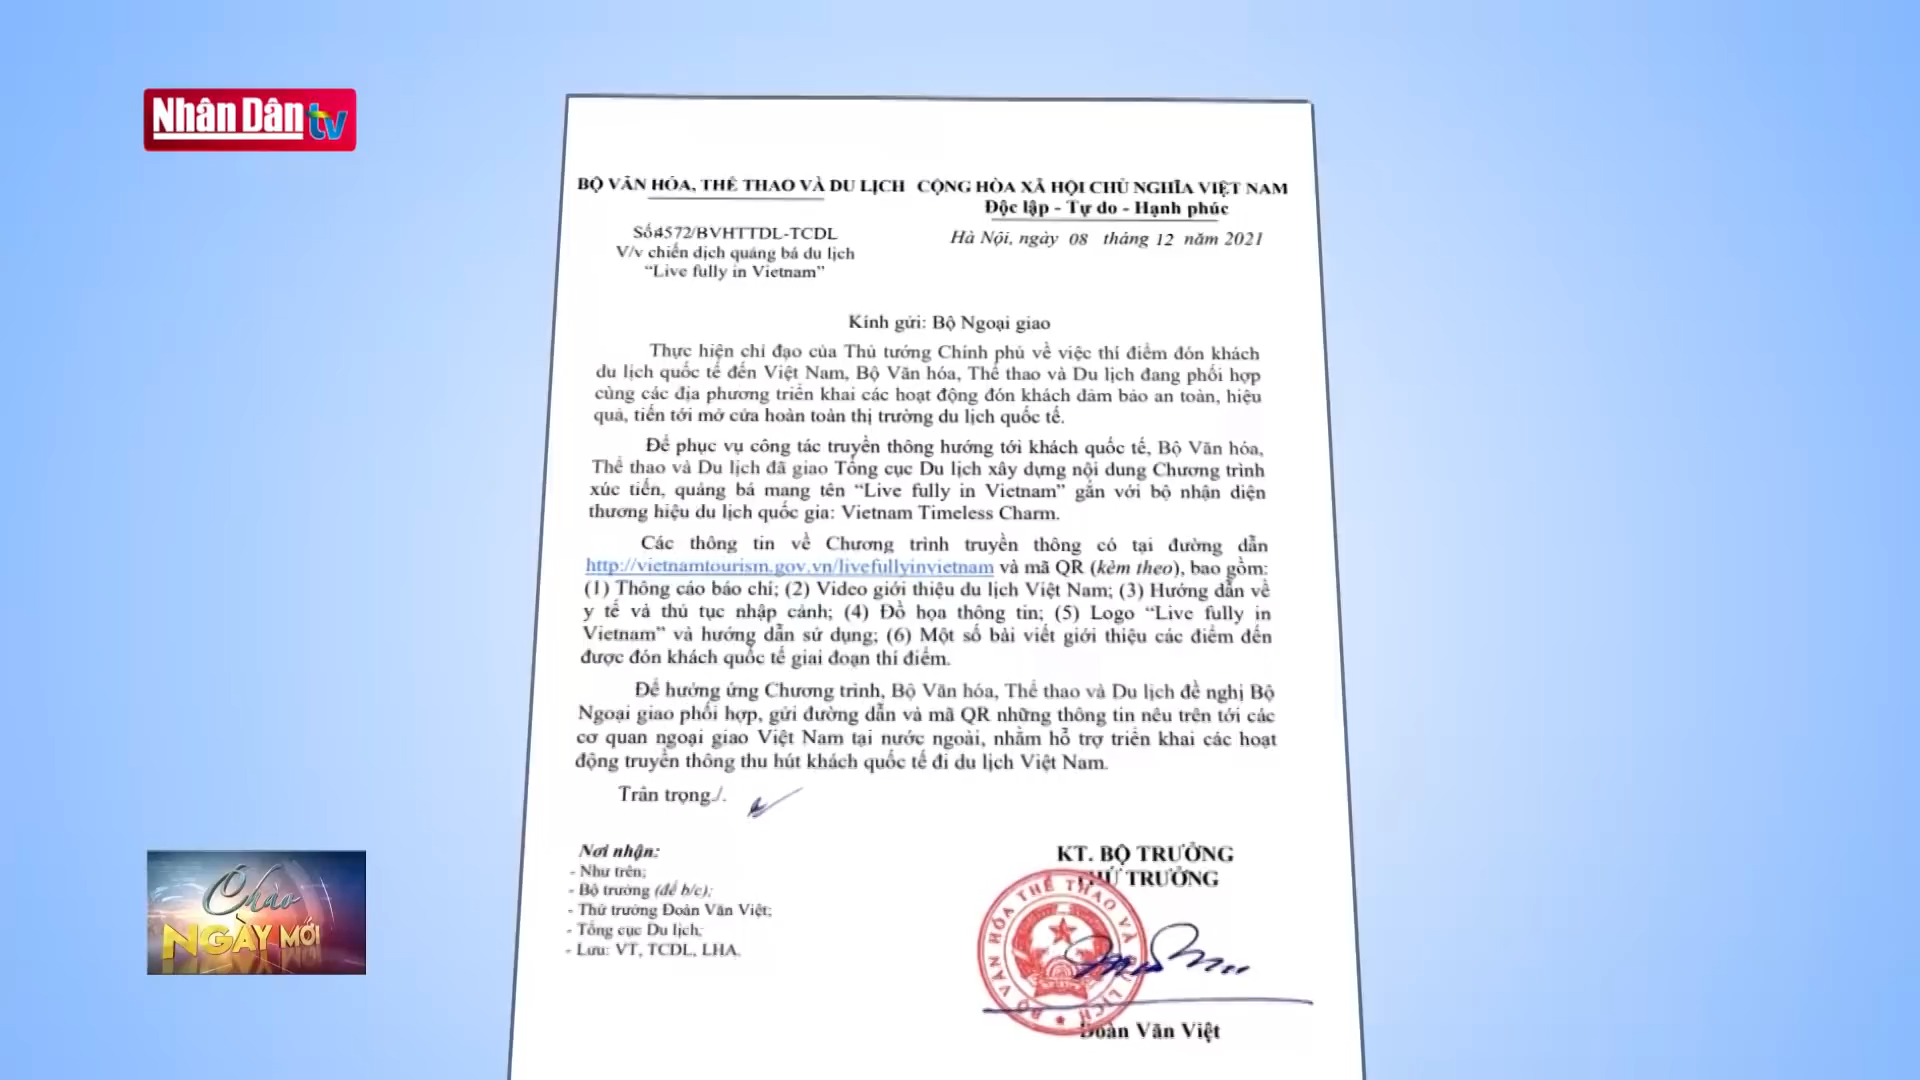 Nhân Dân tv
BỘ VĂN HÓA, THỂ THAO VÀ DU LỊCH
CỘNG HÒA XÃ HỘI CHỦ NGHĨA VIỆT NAM
Độc lập - Tự do - Hạnh phúc
Số:4572/BVHTTDL-TCDL
V/v chiến dịch quảng bá du lịch
“Live fully in Vietnam”
Hà Nội, ngày 08 tháng 12 năm 2021
Kính gửi: Bộ Ngoại giao
Thực hiện chỉ đạo của Thủ tướng Chính phủ về việc thí điểm đón khách
du lịch quốc tế đến Việt Nam, Bộ Văn hóa, Thể thao và Du lịch đang phối hợp
cùng các địa phương triển khai các hoạt động đón khách đảm bảo an toàn, hiệu
quả, tiến tới mở cửa hoàn toàn thị trường du lịch quốc tế.
Để phục vụ công tác truyền thông hướng tới khách quốc tế, Bộ Văn hóa,
Thể thao và Du lịch đã giao Tổng cục Du lịch xây dựng nội dung Chương trình
xúc tiến, quảng bá mang tên “Live fully in Vietnam” gắn với bộ nhận diện
thương hiệu du lịch quốc gia: Vietnam Timeless Charm.
Các thông tin về Chương trình truyền thông có tại đường dẫn
http://vietnamtourism.gov.vn/livefullyinvietnam và mã QR (kèm theo), bao gồm:
(1) Thông cáo báo chí; (2) Video giới thiệu du lịch Việt Nam; (3) Hướng dẫn về
y tế và thủ tục nhập cảnh; (4) Đồ họa thông tin; (5) Logo “Live fully in
Vietnam” và hướng dẫn sử dụng; (6) Một số bài viết giới thiệu các điểm đến
được đón khách quốc tế giai đoạn thí điểm.
Để hưởng ứng Chương trình, Bộ Văn hóa, Thể thao và Du lịch đề nghị Bộ
Ngoại giao phối hợp, gửi đường dẫn và mã QR những thông tin nêu trên tới các
cơ quan ngoại giao Việt Nam tại nước ngoài, nhằm hỗ trợ triển khai các hoạt
động truyền thông thu hút khách quốc tế đi du lịch Việt Nam.
Trân trọng./.
Nơi nhận:
- Như trên;
- Bộ trưởng (để b/c);
- Thứ trưởng Đoàn Văn Việt;
- Tổng cục Du lịch;
- Lưu: VT, TCDL, LHA.
KT. BỘ TRƯỞNG
THỨ TRƯỞNG
BỘ VĂN HÓA THỂ THAO VÀ DU LỊCH
Đoàn Văn Việt
Chào
NGÀY MỚI